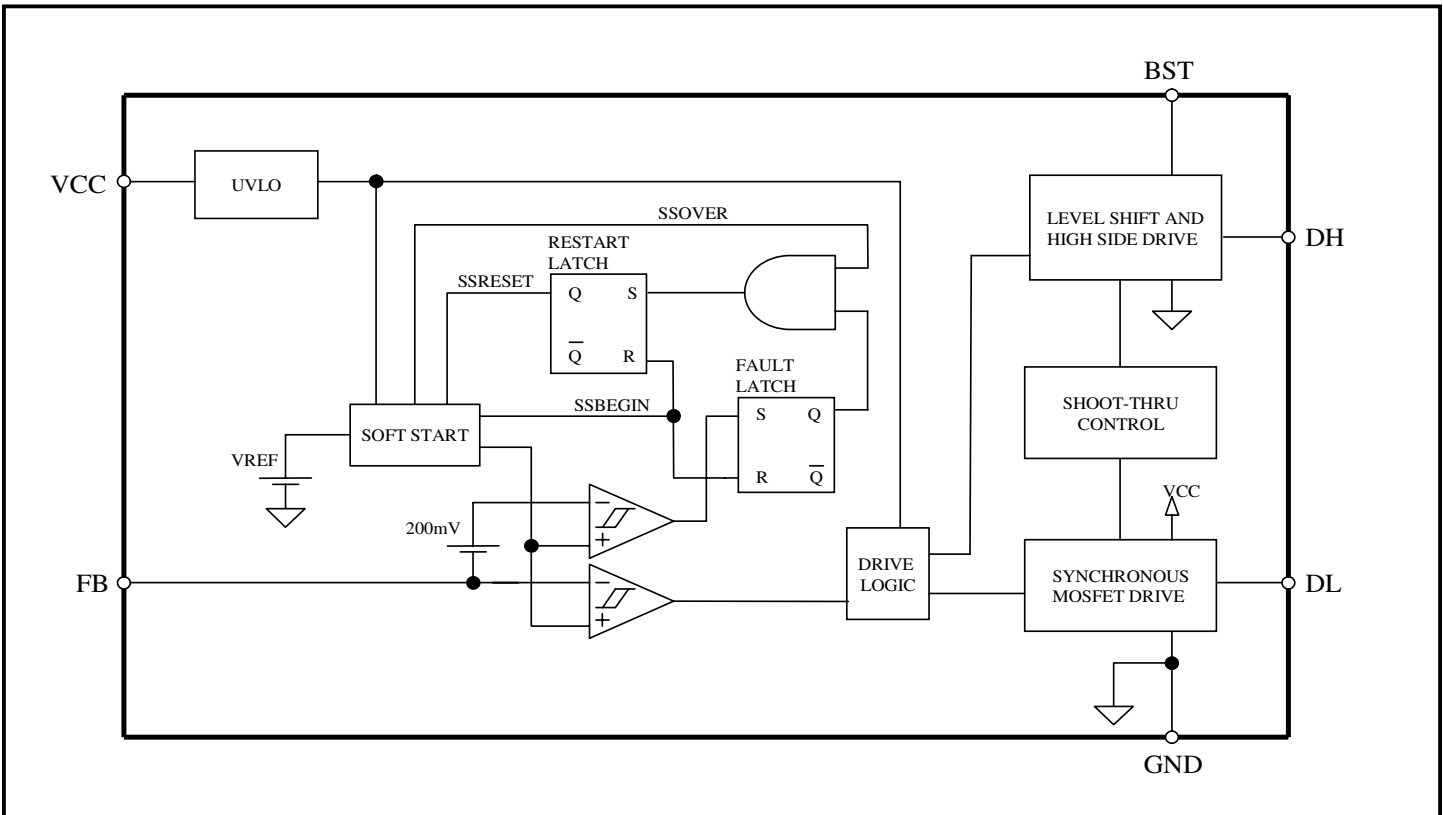 BST
VCC
UVLO
SSOVER
LEVEL SHIFT AND
HIGH SIDE DRIVE
DH
RESTART
LATCH
SSRESET
Q
S
Q
R
FAULT
LATCH
SSBEGIN
S
Q
R
Q
SHOOT-THRU
CONTROL
SOFT START
VREF
VCC
200mV
−
+
DRIVE
LOGIC
SYNCHRONOUS
MOSFET DRIVE
FB
DL
−
+
GND